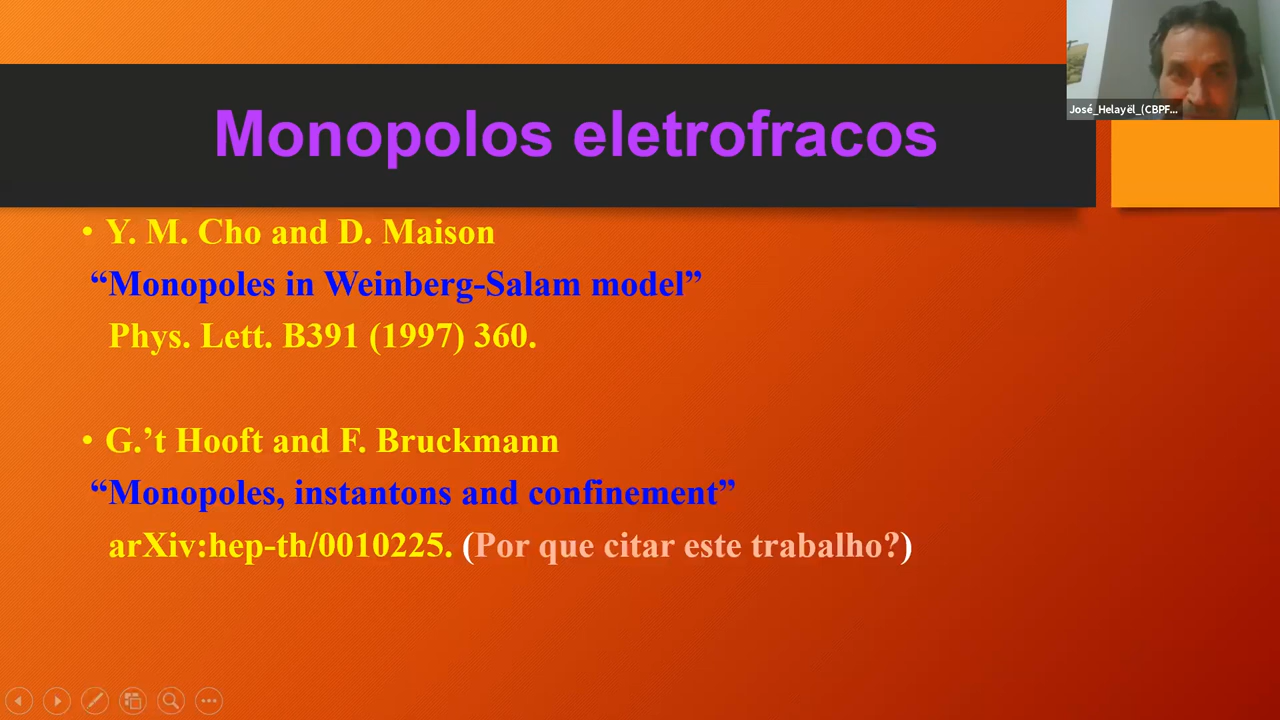 Monopolos eletrofracos
José_Helayël_(CBPF...
• Y. M. Cho and D. Maison
“Monopoles in Weinberg-Salam model”
Phys. Lett. B391 (1997) 360.
• G.’t Hooft and F. Bruckmann
“Monopoles, instantons and confinement”
arXiv:hep-th/0010225. (Por que citar este trabalho?)